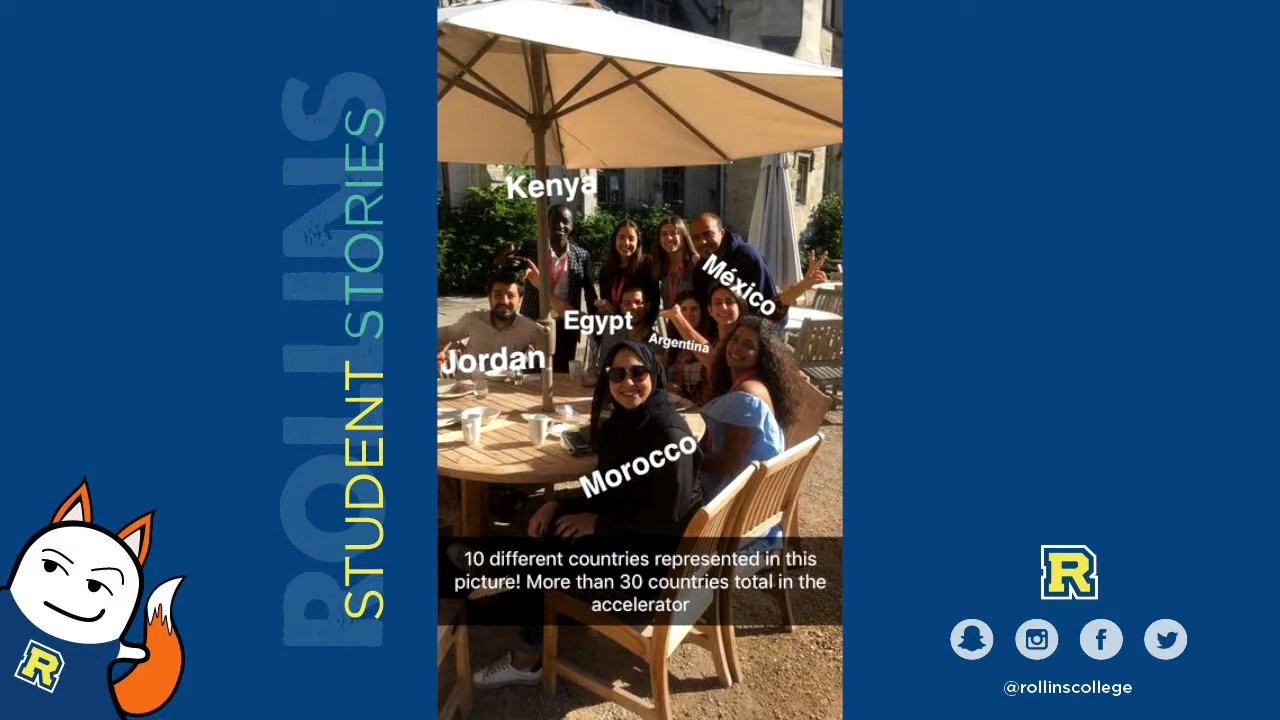 ROLLINS
STUDENT STORIES
Kenya
México
Egypt
Argentina
Jordan
Morocco
10 different countries represented in this
picture! More than 30 countries total in the
accelerator
R
R
@rollinscollege